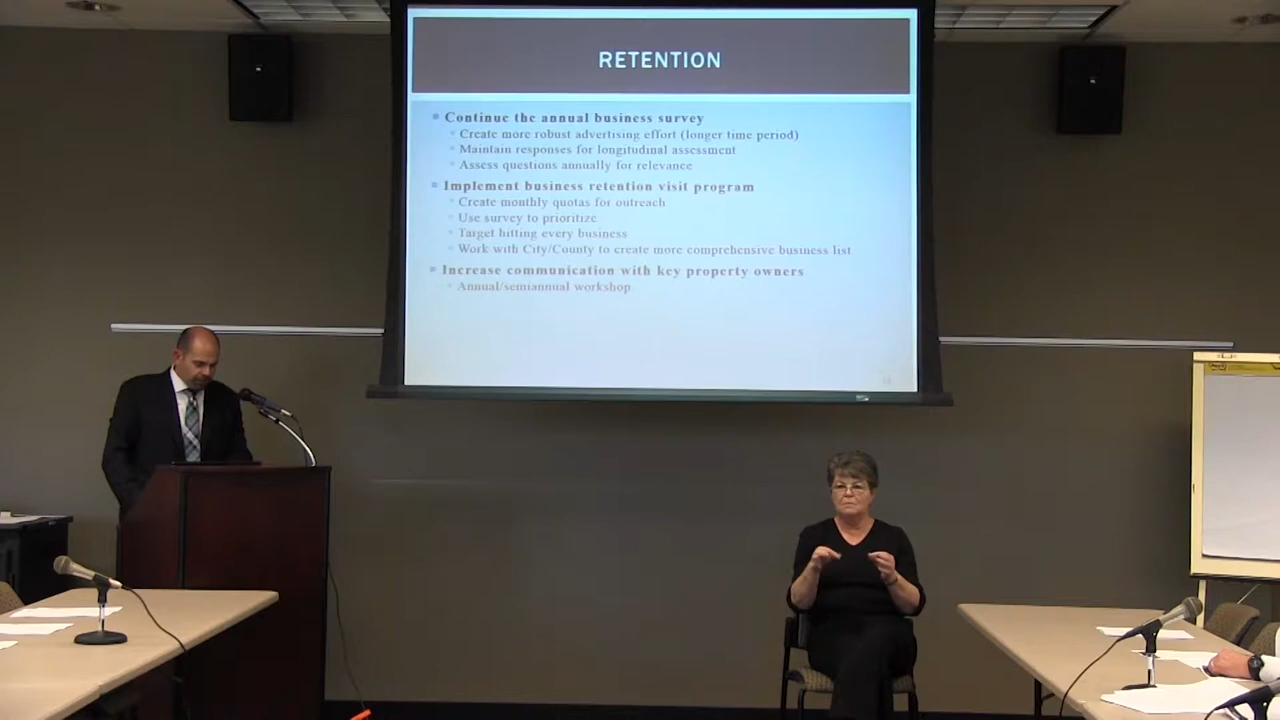 RETENTION
Continue the annual business survey
Create more robust advertising effort (longer time period)
Maintain responses for longitudinal assessment
Assess questions annually for relevance
Implement business retention visit program
Create monthly quotas for outreach
Use survey to prioritize
Target hitting every business
Work with City/County to create more comprehensive business list
Increase communication with key property owners
Annual/semiannual workshop